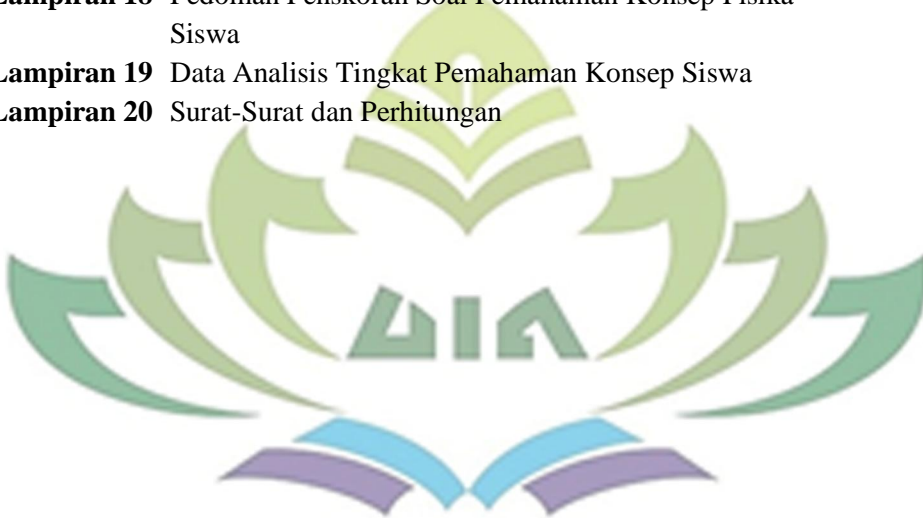 Lampiran 18 Pedoman Penskoran Soal Pemahaman Konsep Fisika
Siswa
Lampiran 19 Data Analisis Tingkat Pemahaman Konsep Siswa
Lampiran 20 Surat-Surat dan Perhitungan
UIN